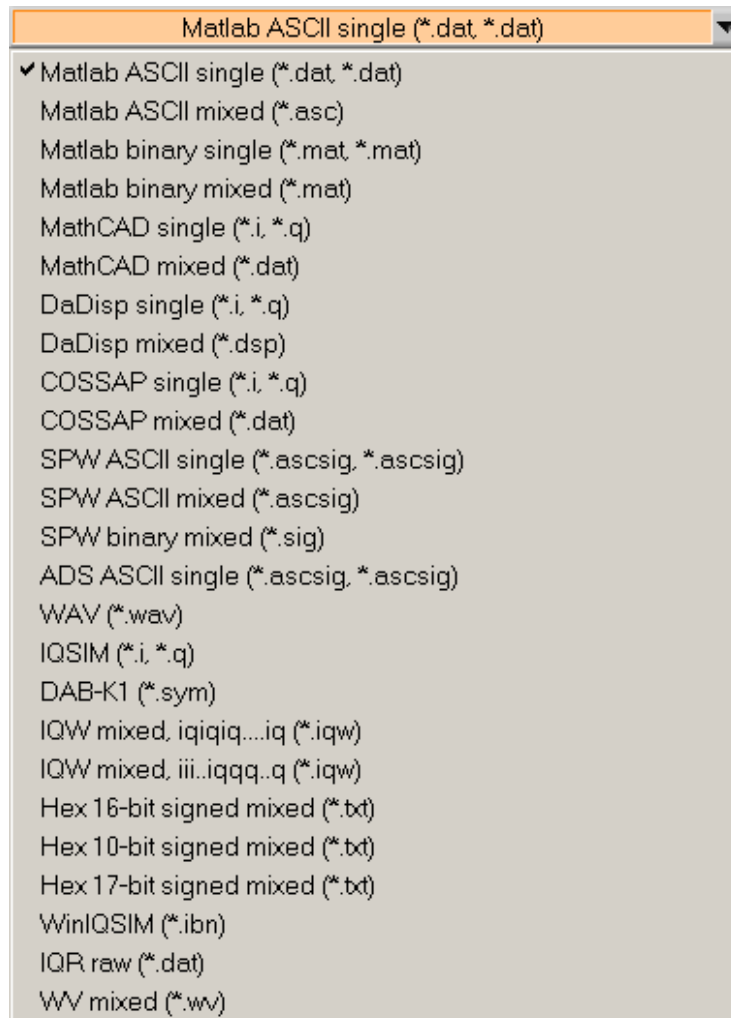 Matlab ASCII single (*.dat, *.dat)
Matlab ASCII single (*.dat, *.dat)
Matlab ASCII mixed (*.asc)
Matlab binary single (*.mat, *.mat)
Matlab binary mixed (*.mat)
MathCAD single (*.i, *.q)
MathCAD mixed (*.dat)
DaDisp single (*.i, *.q)
DaDisp mixed (*.dsp)
COSSAP single (*.i, *.q)
COSSAP mixed (*.dat)
SPW ASCII single (*.ascsig, *.ascsig)
SPW ASCII mixed (*.ascsig)
SPW binary mixed (*.sig)
ADS ASCII single (*.ascsig, *.ascsig)
WAV (*.wav)
IQSIM (*.i, *.q)
DAB-K1 (*.sym)
IQW mixed, iqiqiq....iq (*.iqw)
IQW mixed, iii..iqqq..q (*.iqw)
Hex 16-bit signed mixed (*.txt)
Hex 10-bit signed mixed (*.txt)
Hex 17-bit signed mixed (*.txt)
WinIQSIM (*.ibn)
IQR raw (*.dat)
WV mixed (*.wv)